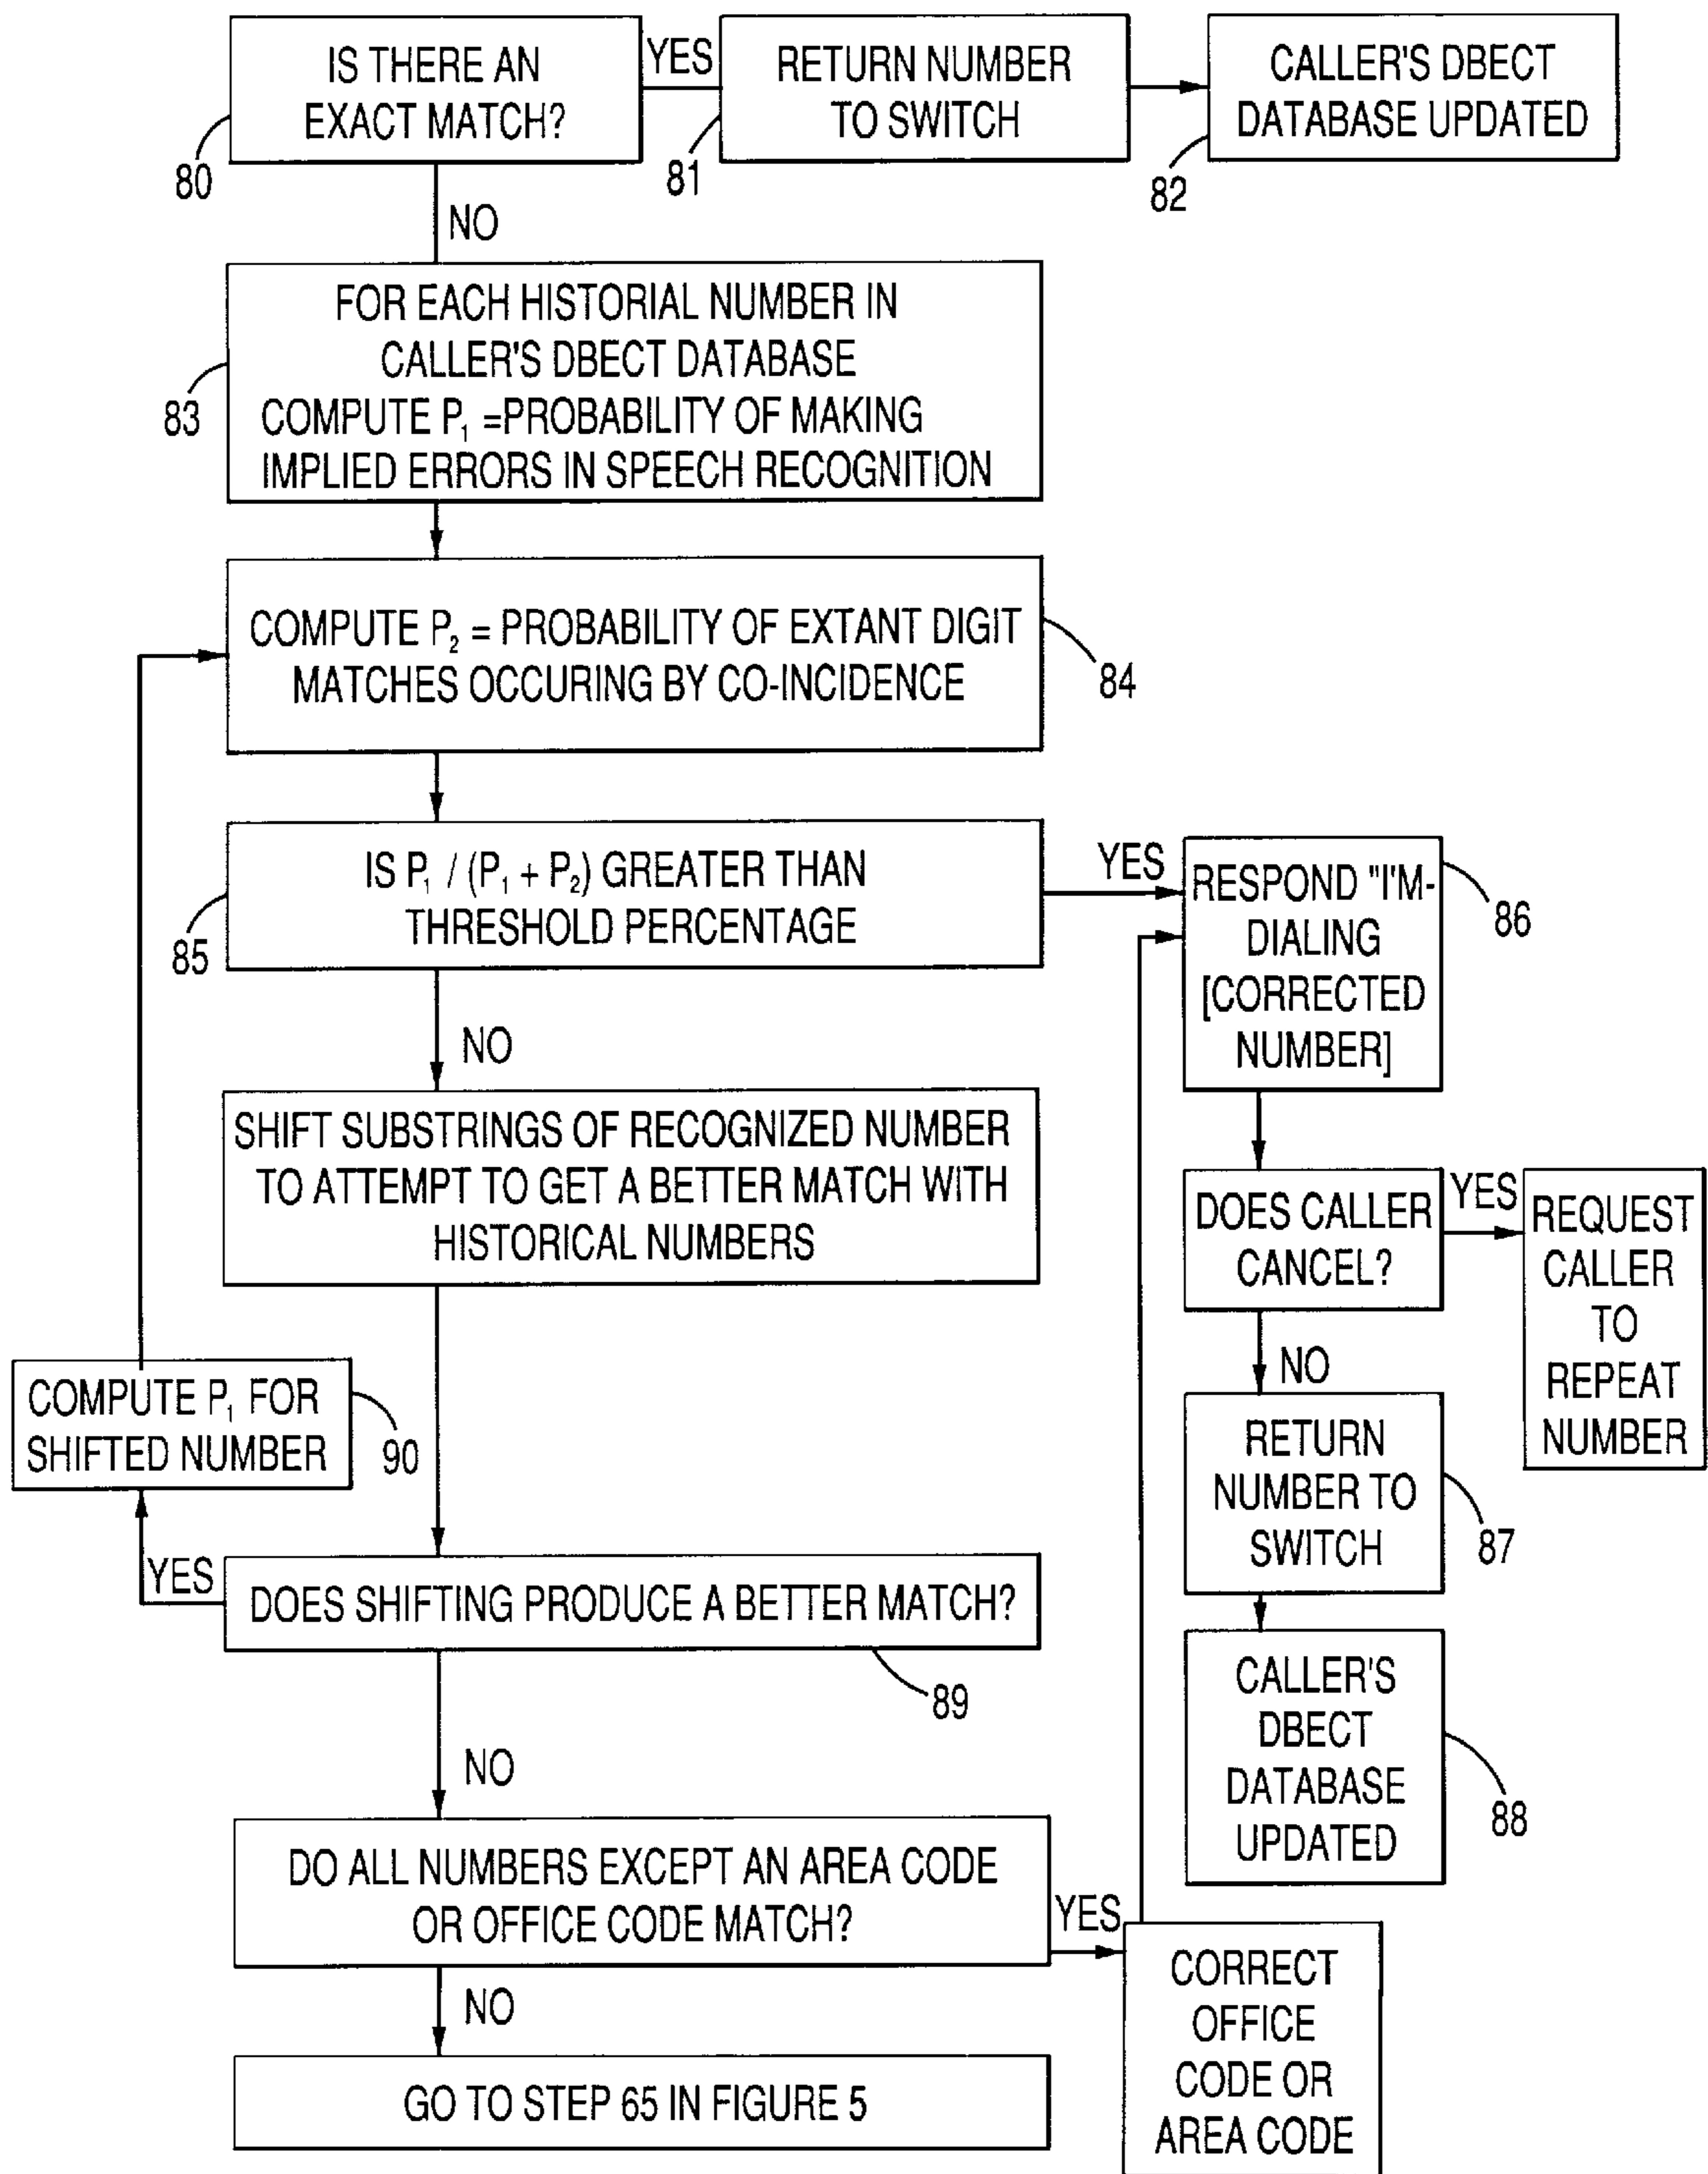 IS THERE AN
EXACT MATCH?
80
YES
RETURN NUMBER
TO SWITCH
81
CALLER'S DBECT
DATABASE UPDATED
82
NO
FOR EACH HISTORIAL NUMBER IN
CALLER'S DBECT DATABASE
COMPUTE P₁ =PROBABILITY OF MAKING
IMPLIED ERRORS IN SPEECH RECOGNITION
83
COMPUTE P₂ = PROBABILITY OF EXTANT DIGIT
MATCHES OCCURING BY CO-INCIDENCE
84
IS P₁ / (P₁ + P₂) GREATER THAN
THRESHOLD PERCENTAGE
85
YES
RESPOND "I'M-
DIALING
[CORRECTED
NUMBER]
86
NO
SHIFT SUBSTRINGS OF RECOGNIZED NUMBER
TO ATTEMPT TO GET A BETTER MATCH WITH
HISTORICAL NUMBERS
DOES CALLER
CANCEL?
YES
REQUEST
CALLER
TO
REPEAT
NUMBER
NO
COMPUTE P₁ FOR
SHIFTED NUMBER
90
RETURN
NUMBER TO
SWITCH
87
YES
DOES SHIFTING PRODUCE A BETTER MATCH?
89
CALLER'S
DBECT
DATABASE
UPDATED
88
NO
DO ALL NUMBERS EXCEPT AN AREA CODE
OR OFFICE CODE MATCH?
YES
CORRECT
OFFICE
CODE OR
AREA CODE
NO
GO TO STEP 65 IN FIGURE 5